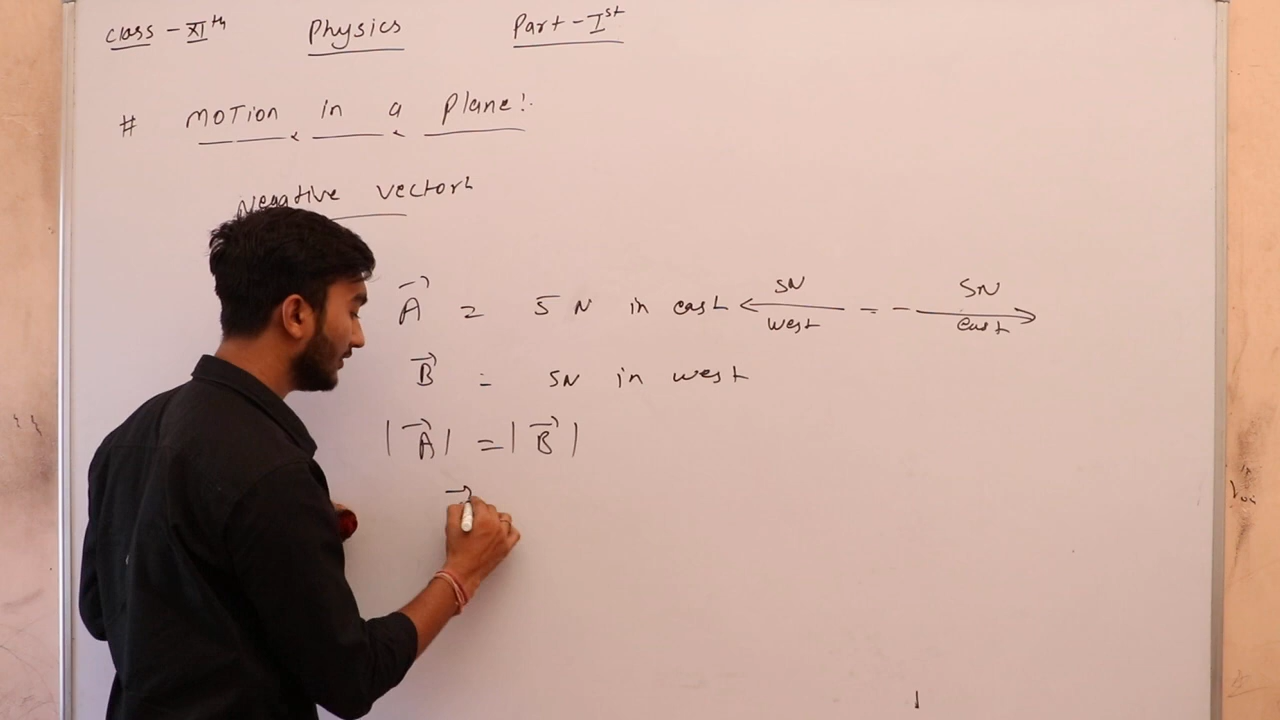 Class - XIth Physics Part - Ist
# MOTION in a Plane:
Negative vector:
A⃗ = 5 N in east
5N west
5N east
B⃗ = 5N in west
|A⃗| = |B⃗|